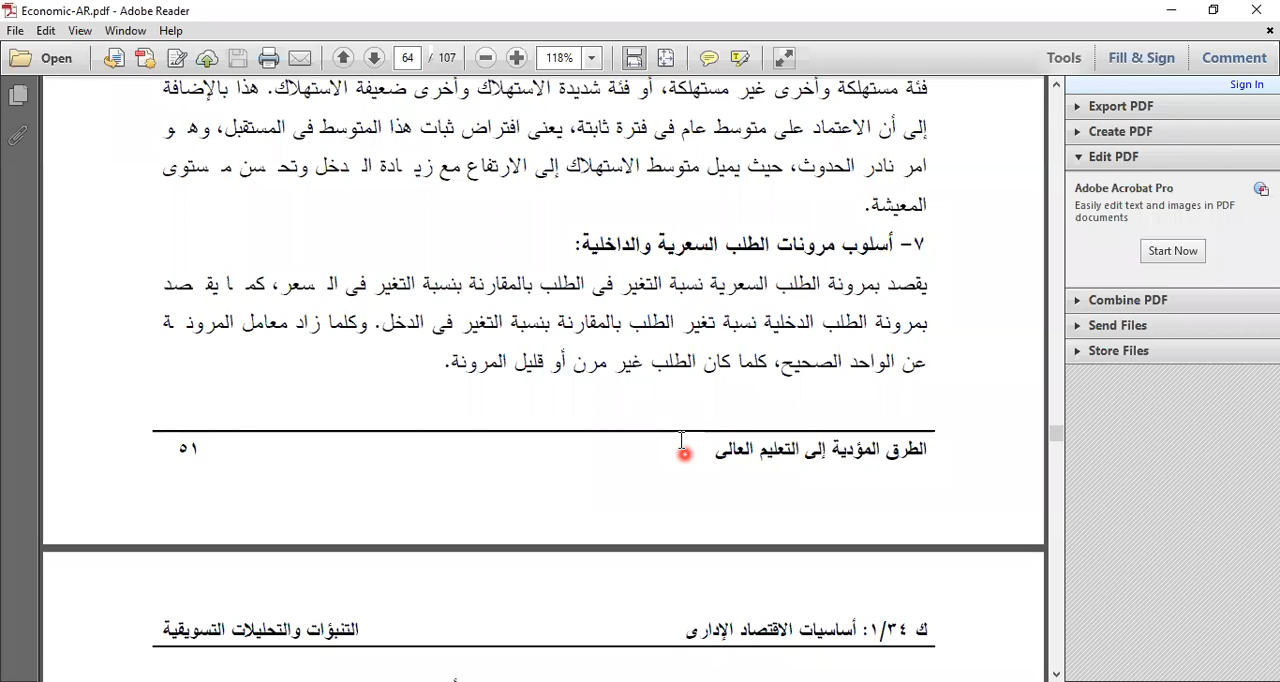 Economic-AR.pdf - Adobe Reader
File Edit View Window Help
Open 64 / 107 118% Tools Fill & Sign Comment
Sign In
Export PDF
Create PDF
Edit PDF
Adobe Acrobat Pro
Easily edit text and images in PDF
documents
Start Now
Combine PDF
Send Files
Store Files
فئة مستهلكة وأخرى غير مستهلكة، أو فئة شديدة الاستهلاك وأخرى ضعيفة الاستهلاك. هذا بالإضافة
إلى أن الاعتماد على متوسط عام فى فترة ثابتة، يعنى افتراض ثبات هذا المتوسط فى المستقبل، وهو
امر نادر الحدوث، حيث يميل متوسط الاستهلاك إلى الارتفاع مع زيادة الدخل وتحسن مستوى
المعيشة.
٧- أسلوب مرونات الطلب السعرية والداخلية:
يقصد بمرونة الطلب السعرية نسبة التغير فى الطلب بالمقارنة بنسبة التغير فى السعر، كما يقصد
بمرونة الطلب الدخلية نسبة تغير الطلب بالمقارنة بنسبة التغير فى الدخل. وكلما زاد معامل المرونة
عن الواحد الصحيح، كلما كان الطلب غير مرن أو قليل المرونة.
الطرق المؤدية إلى التعليم العالى ٥١
ك ١/٣٤: أساسيات الاقتصاد الإدارى التنبؤات والتحليلات التسويقية